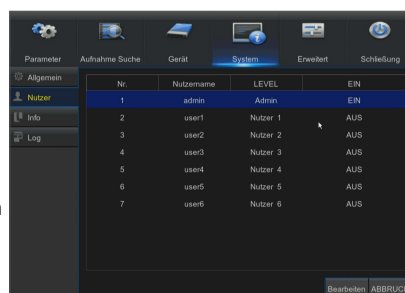 Parameter Aufnahme Suche Gerät System Erweitert Schließung
Allgemein
Nutzer
Info
Log
Nr. Nutzername LEVEL EIN
1 admin Admin EIN
2 user1 Nutzer 1 AUS
3 user2 Nutzer 2 AUS
4 user3 Nutzer 3 AUS
5 user4 Nutzer 4 AUS
6 user5 Nutzer 5 AUS
7 user6 Nutzer 6 AUS
Bearbeiten ABBRUCH